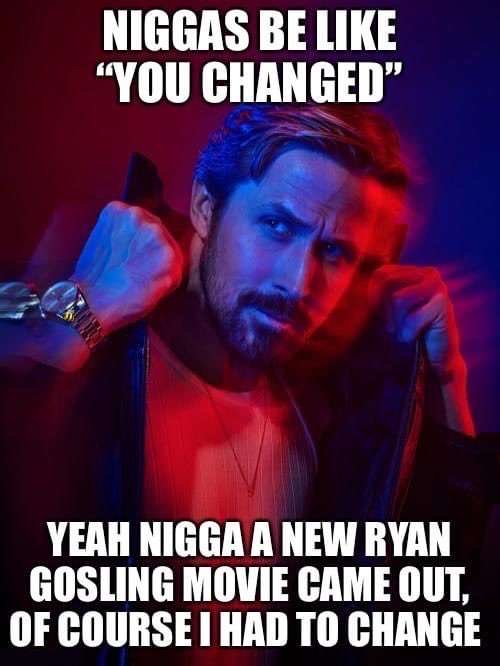 NIGGAS BE LIKE
“YOU CHANGED”
YEAH NIGGA A NEW RYAN
GOSLING MOVIE CAME OUT,
OF COURSE I HAD TO CHANGE